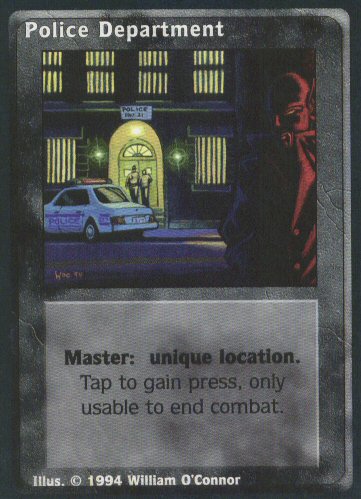 Police Department
POLICE
POLICE
Master: unique location.
Tap to gain press, only
usable to end combat.
Illus. © 1994 William O'Connor